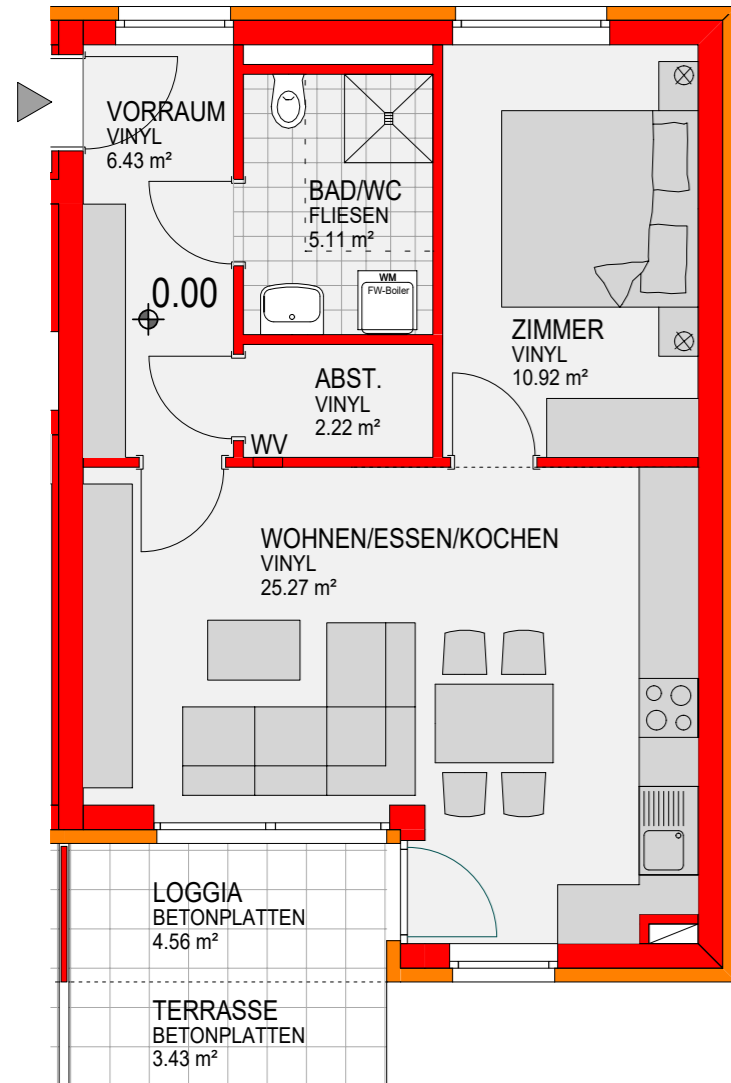 VORRAUM
VINYL
6.43 m²
BAD/WC
FLIESEN
5.11 m²
WM
FW-Boiler
0.00
ZIMMER
VINYL
10.92 m²
ABST.
VINYL
2.22 m²
WV
WOHNEN/ESSEN/KOCHEN
VINYL
25.27 m²
LOGGIA
BETONPLATTEN
4.56 m²
TERRASSE
BETONPLATTEN
3.43 m²